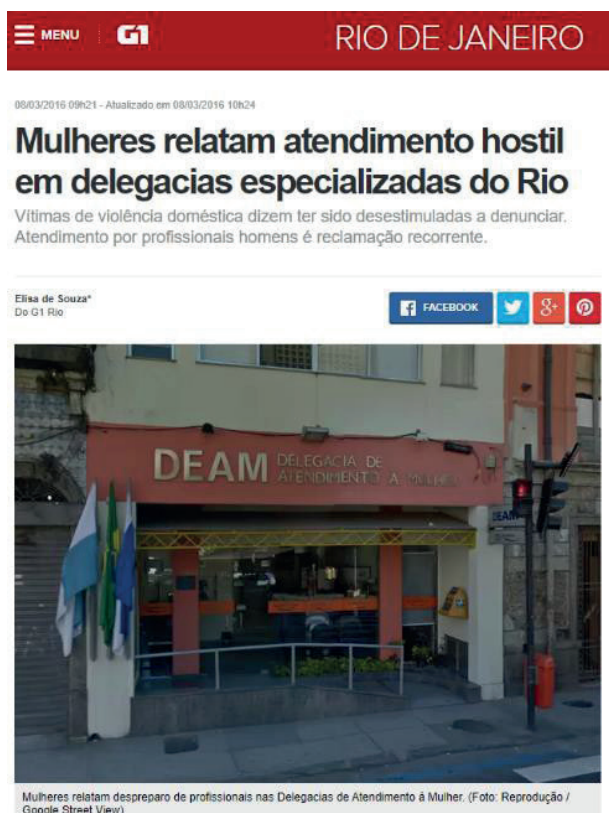 MENU G1 RIO DE JANEIRO
08/03/2016 09h21 - Atualizado em 08/03/2016 10h24
Mulheres relatam atendimento hostil
em delegacias especializadas do Rio
Vítimas de violência doméstica dizem ter sido desestimuladas a denunciar.
Atendimento por profissionais homens é reclamação recorrente.
Elisa de Souza*
Do G1 Rio
FACEBOOK
DEAM DELEGACIA DE
ATENDIMENTO A MULHER
DEAM
Mulheres relatam despreparo de profissionais nas Delegacias de Atendimento à Mulher. (Foto: Reprodução /
Google Street View)